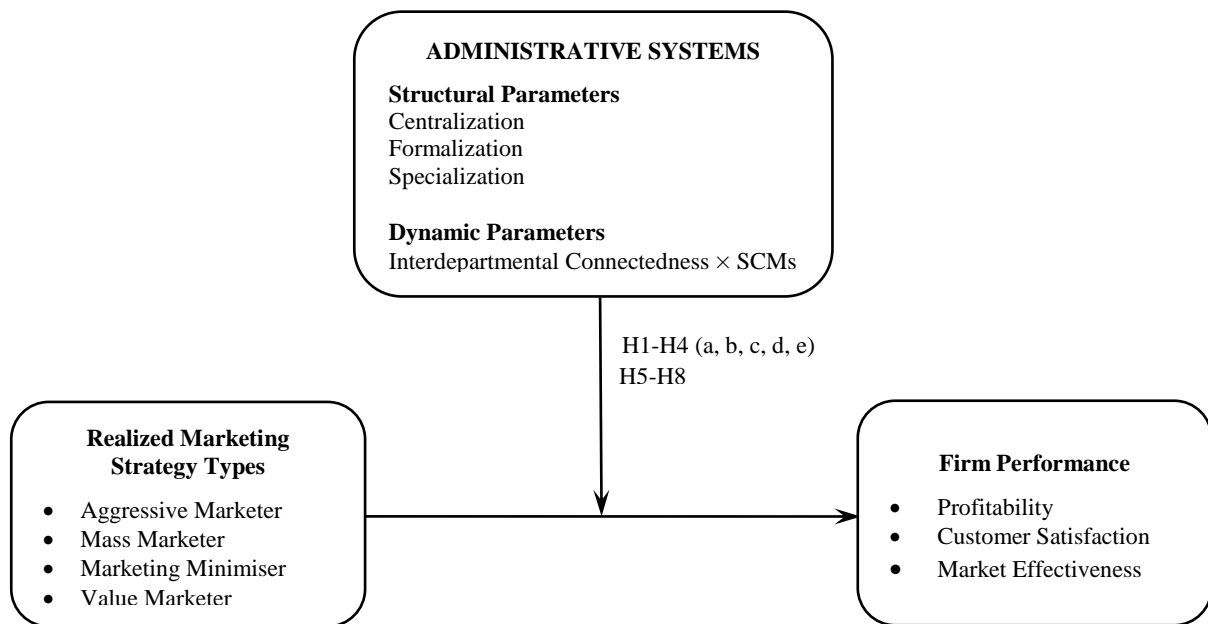 ADMINISTRATIVE SYSTEMS
Structural Parameters
Centralization
Formalization
Specialization
Dynamic Parameters
Interdepartmental Connectedness × SCMs
H1-H4 (a, b, c, d, e)
H5-H8
Realized Marketing
Strategy Types
• Aggressive Marketer
• Mass Marketer
• Marketing Minimiser
• Value Marketer
Firm Performance
• Profitability
• Customer Satisfaction
• Market Effectiveness